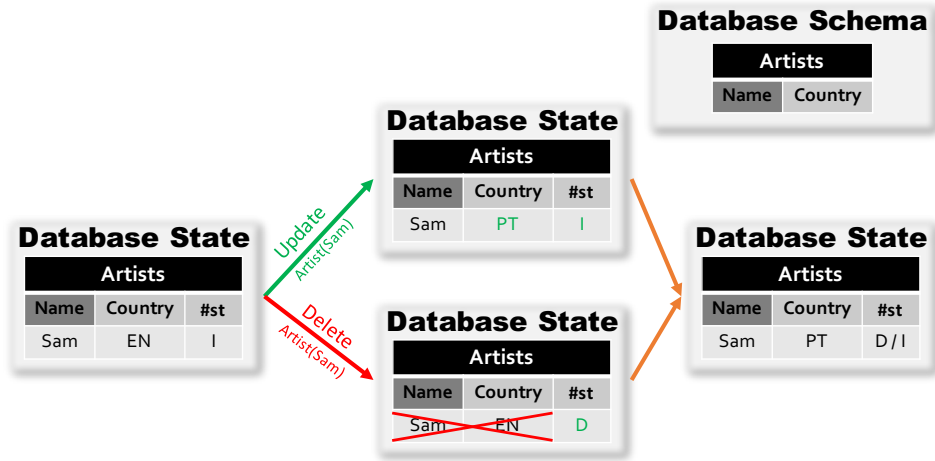 Database Schema
Artists
Name Country
Database State
Artists
Name Country #st
Sam PT I
Update
Artist(Sam)
Database State
Artists
Name Country #st
Sam EN I
Delete
Artist(Sam)
Database State
Artists
Name Country #st
Sam EN D
Database State
Artists
Name Country #st
Sam PT D / I